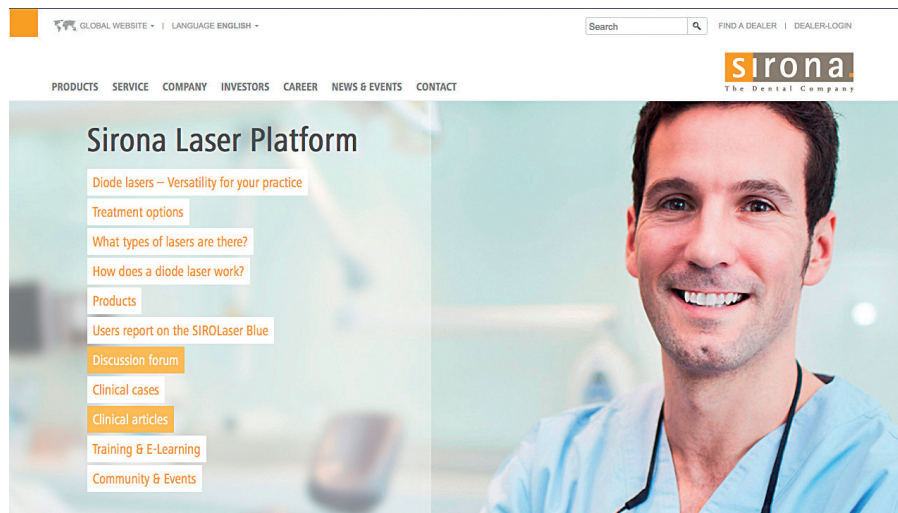 GLOBAL WEBSITE | LANGUAGE ENGLISH
Search
FIND A DEALER | DEALER-LOGIN
sirona.
The Dental Company
PRODUCTS SERVICE COMPANY INVESTORS CAREER NEWS & EVENTS CONTACT
Sirona Laser Platform
Diode lasers – Versatility for your practice
Treatment options
What types of lasers are there?
How does a diode laser work?
Products
Users report on the SIROLaser Blue
Discussion forum
Clinical cases
Clinical articles
Training & E-Learning
Community & Events